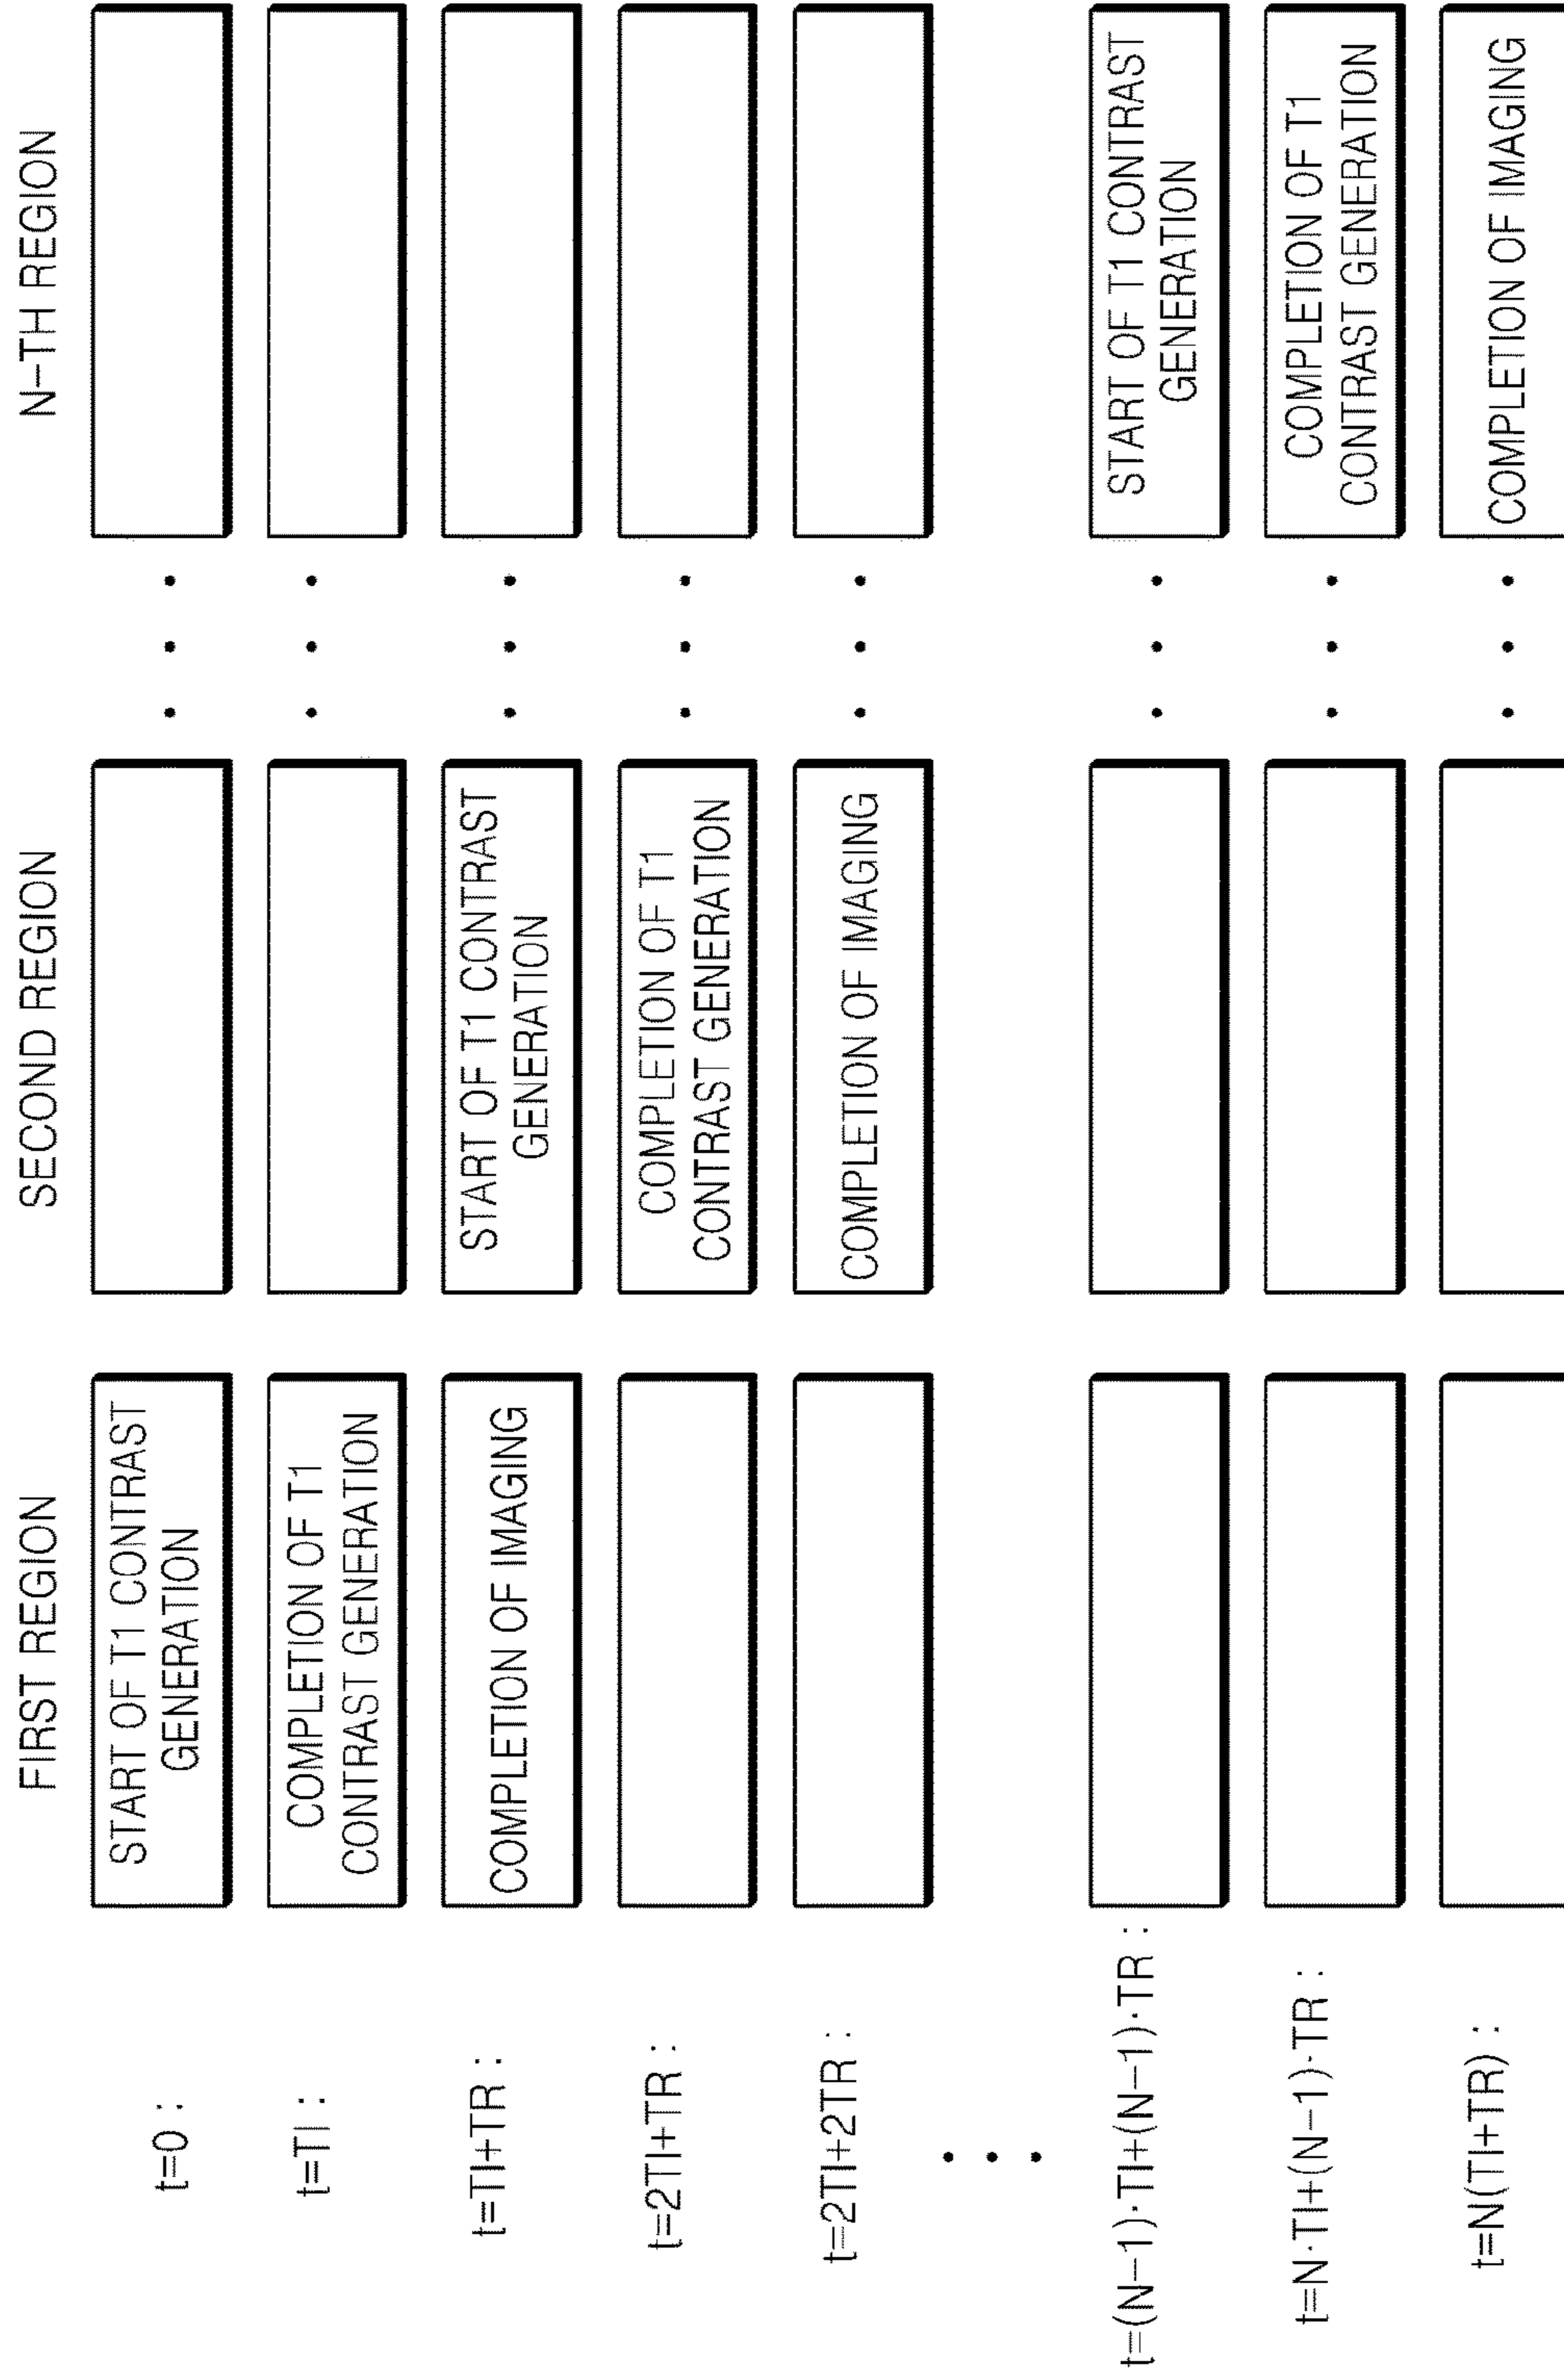 FIRST REGION
SECOND REGION
N-TH REGION
t=0 :
START OF T1 CONTRAST
GENERATION
t=TI :
COMPLETION OF T1
CONTRAST GENERATION
t=TI+TR :
COMPLETION OF IMAGING
START OF T1 CONTRAST
GENERATION
t=2TI+TR :
COMPLETION OF T1
CONTRAST GENERATION
t=2TI+2TR :
COMPLETION OF IMAGING
t=(N-1)·TI+(N-1)·TR :
START OF T1 CONTRAST
GENERATION
t=N·TI+(N-1)·TR :
COMPLETION OF T1
CONTRAST GENERATION
t=N(TI+TR) :
COMPLETION OF IMAGING